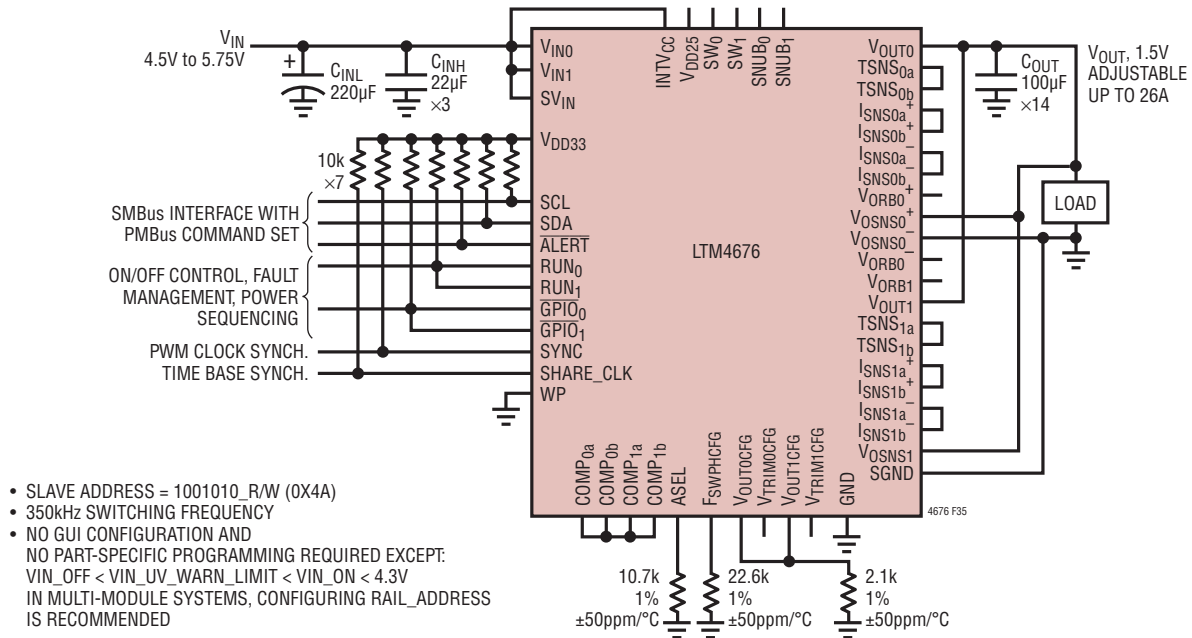 INTVCC
VDD25
SW0
SW1
SNUB0
SNUB1
VIN
4.5V to 5.75V
+
CINL
220µF
CINH
22µF
×3
VIN0
VIN1
SVIN
VDD33
10k
×7
SMBus INTERFACE WITH
PMBus COMMAND SET
ON/OFF CONTROL, FAULT
MANAGEMENT, POWER
SEQUENCING
PWM CLOCK SYNCH.
TIME BASE SYNCH.
SCL
SDA
ALERT
RUN0
RUN1
GPIO0
GPIO1
SYNC
SHARE_CLK
WP
LTM4676
VOUT0
TSNS0a
TSNS0b
ISNS0a+
ISNS0b+
ISNS0a–
ISNS0b–
VORB0+
VOSNS0+
VOSNS0–
VORB0–
VORB1
VOUT1
TSNS1a
TSNS1b
ISNS1a+
ISNS1b+
ISNS1a–
ISNS1b–
VOSNS1
SGND
COUT
100µF
×14
VOUT, 1.5V
ADJUSTABLE
UP TO 26A
LOAD
COMP0a
COMP0b
COMP1a
COMP1b
ASEL
FSWPHCFG
VOUT0CFG
VTRIM0CFG
VOUT1CFG
VTRIM1CFG
GND
4676 F35
10.7k
1%
±50ppm/°C
22.6k
1%
±50ppm/°C
2.1k
1%
±50ppm/°C
• SLAVE ADDRESS = 1001010_R/W (0X4A)
• 350kHz SWITCHING FREQUENCY
• NO GUI CONFIGURATION AND
NO PART-SPECIFIC PROGRAMMING REQUIRED EXCEPT:
VIN_OFF < VIN_UV_WARN_LIMIT < VIN_ON < 4.3V
IN MULTI-MODULE SYSTEMS, CONFIGURING RAIL_ADDRESS
IS RECOMMENDED